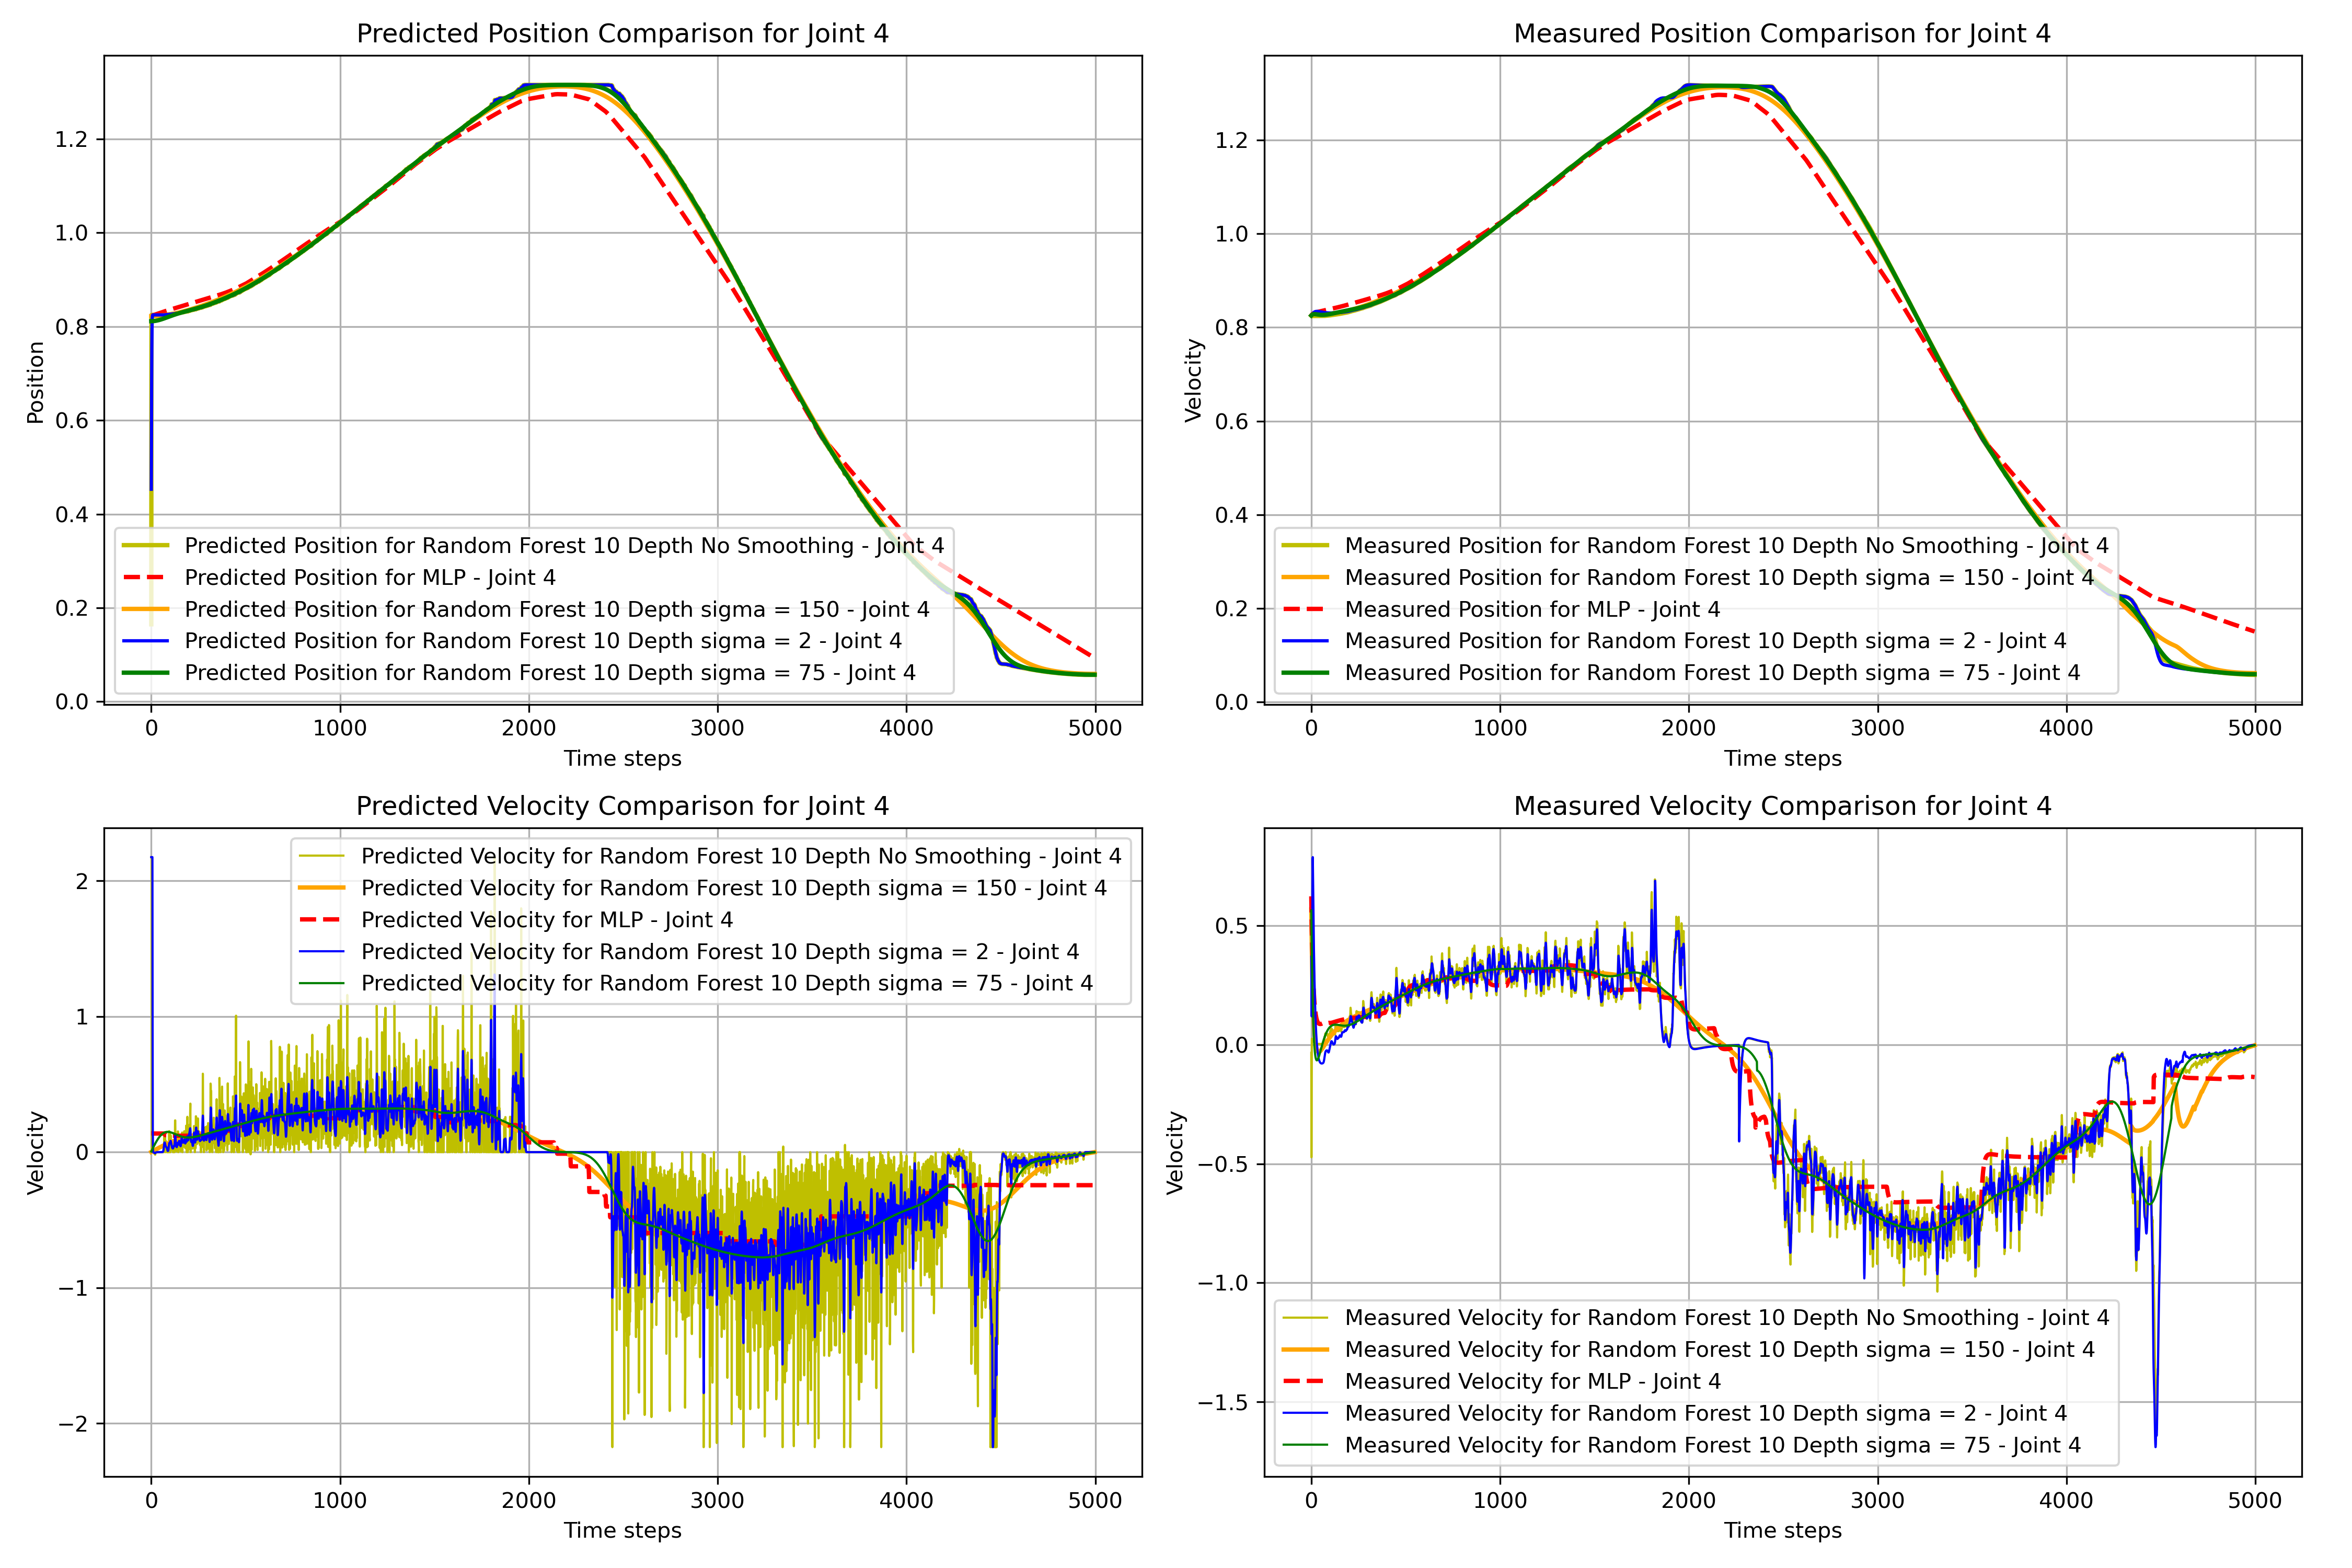 Predicted Position Comparison for Joint 4
Position
1.2
1.0
0.8
0.6
0.4
0.2
0.0
Predicted Position for Random Forest 10 Depth No Smoothing - Joint 4
Predicted Position for MLP - Joint 4
Predicted Position for Random Forest 10 Depth sigma = 150 - Joint 4
Predicted Position for Random Forest 10 Depth sigma = 2 - Joint 4
Predicted Position for Random Forest 10 Depth sigma = 75 - Joint 4
0 1000 2000 3000 4000 5000
Time steps
Measured Position Comparison for Joint 4
Velocity
1.2
1.0
0.8
0.6
0.4
0.2
0.0
Measured Position for Random Forest 10 Depth No Smoothing - Joint 4
Measured Position for Random Forest 10 Depth sigma = 150 - Joint 4
Measured Position for MLP - Joint 4
Measured Position for Random Forest 10 Depth sigma = 2 - Joint 4
Measured Position for Random Forest 10 Depth sigma = 75 - Joint 4
0 1000 2000 3000 4000 5000
Time steps
Predicted Velocity Comparison for Joint 4
Velocity
2
1
0
−1
−2
Predicted Velocity for Random Forest 10 Depth No Smoothing - Joint 4
Predicted Velocity for Random Forest 10 Depth sigma = 150 - Joint 4
Predicted Velocity for MLP - Joint 4
Predicted Velocity for Random Forest 10 Depth sigma = 2 - Joint 4
Predicted Velocity for Random Forest 10 Depth sigma = 75 - Joint 4
0 1000 2000 3000 4000 5000
Time steps
Measured Velocity Comparison for Joint 4
Velocity
0.5
0.0
−0.5
−1.0
−1.5
Measured Velocity for Random Forest 10 Depth No Smoothing - Joint 4
Measured Velocity for Random Forest 10 Depth sigma = 150 - Joint 4
Measured Velocity for MLP - Joint 4
Measured Velocity for Random Forest 10 Depth sigma = 2 - Joint 4
Measured Velocity for Random Forest 10 Depth sigma = 75 - Joint 4
0 1000 2000 3000 4000 5000
Time steps